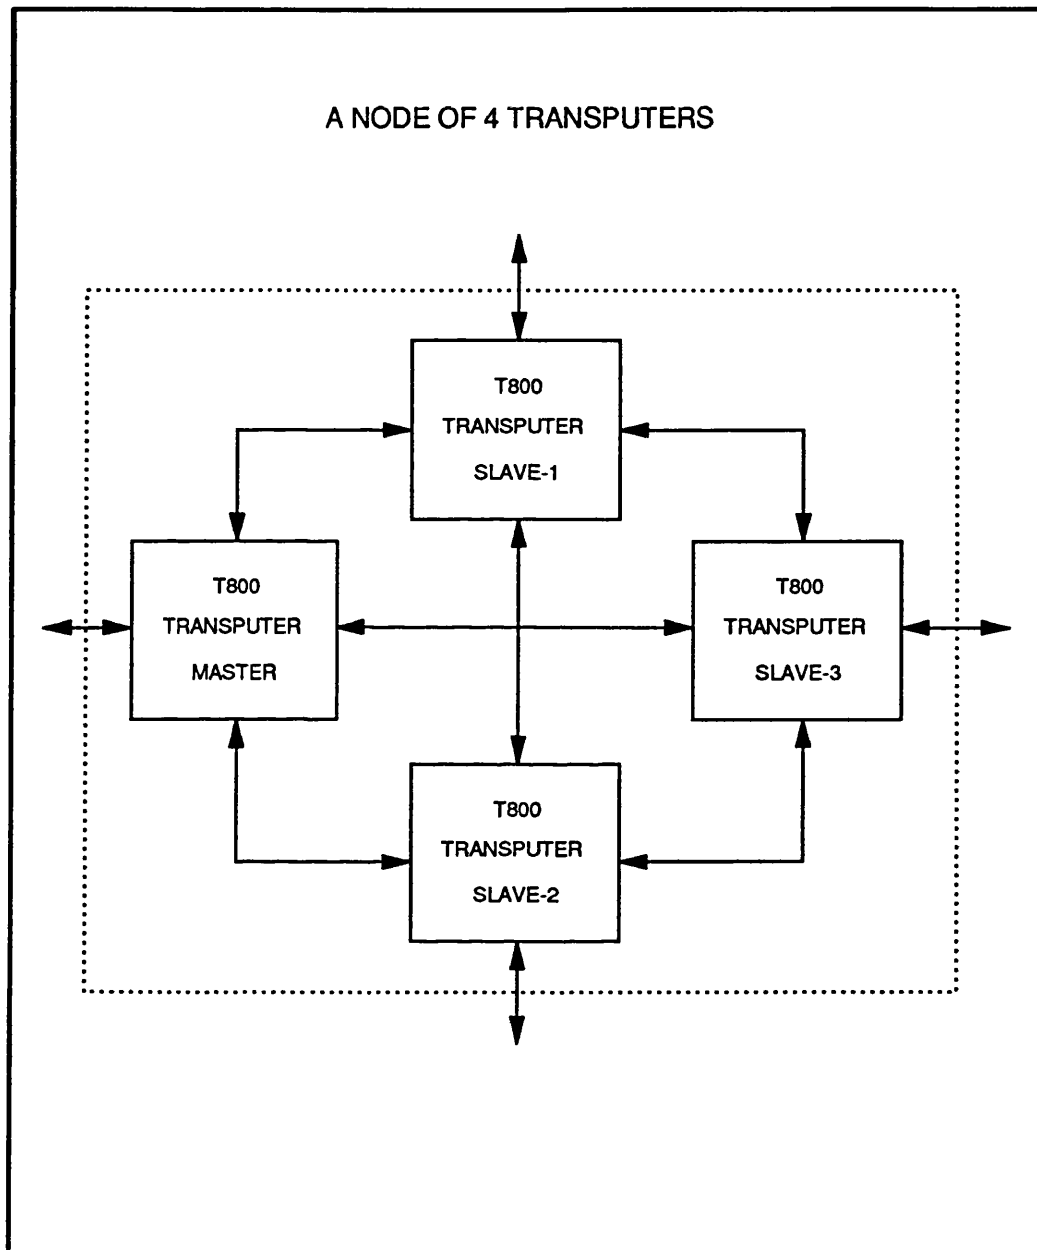 A NODE OF 4 TRANSPUTERS
T800
TRANSPUTER
SLAVE-1
T800
TRANSPUTER
MASTER
T800
TRANSPUTER
SLAVE-3
T800
TRANSPUTER
SLAVE-2